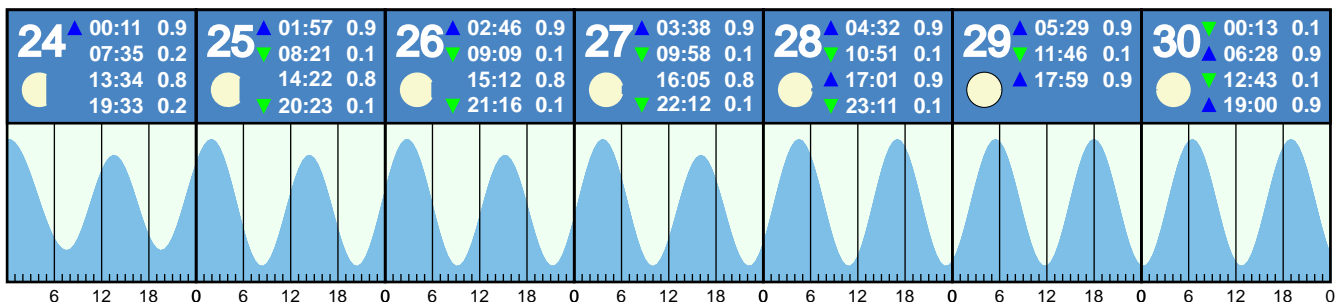 24
▲ 00:11 0.9
07:35 0.2
13:34 0.8
19:33 0.2
25
▲ 01:57 0.9
▼ 08:21 0.1
14:22 0.8
▼ 20:23 0.1
26
▲ 02:46 0.9
▼ 09:09 0.1
15:12 0.8
▼ 21:16 0.1
27
▲ 03:38 0.9
▼ 09:58 0.1
16:05 0.8
▼ 22:12 0.1
28
▲ 04:32 0.9
▼ 10:51 0.1
▲ 17:01 0.9
▼ 23:11 0.1
29
▲ 05:29 0.9
▼ 11:46 0.1
▲ 17:59 0.9
30
▼ 00:13 0.1
▲ 06:28 0.9
▼ 12:43 0.1
▲ 19:00 0.9
6 12 18 0 6 12 18 0 6 12 18 0 6 12 18 0 6 12 18 0 6 12 18 0 6 12 18 0